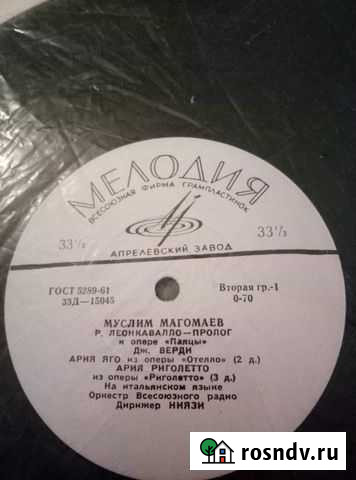 МЕЛОДИЯ
ВСЕСОЮЗНАЯ ФИРМА ГРАМПЛАСТИНОК
33⅓ 33⅓
АПРЕЛЕВСКИЙ ЗАВОД
ГОСТ 5289-61 Вторая гр.-1
33Д—15045 0-70
МУСЛИМ МАГОМАЕВ
Р. ЛЕОНКАВАЛЛО—ПРОЛОГ
к опере «Паяцы»
Дж. ВЕРДИ
АРИЯ ЯГО из оперы «Отелло» (2 д.)
АРИЯ РИГОЛЕТТО
из оперы «Риголетто» (3 д.)
На итальянском языке
Оркестр Всесоюзного радио
Дирижер НИЯЗИ
rosndv.ru